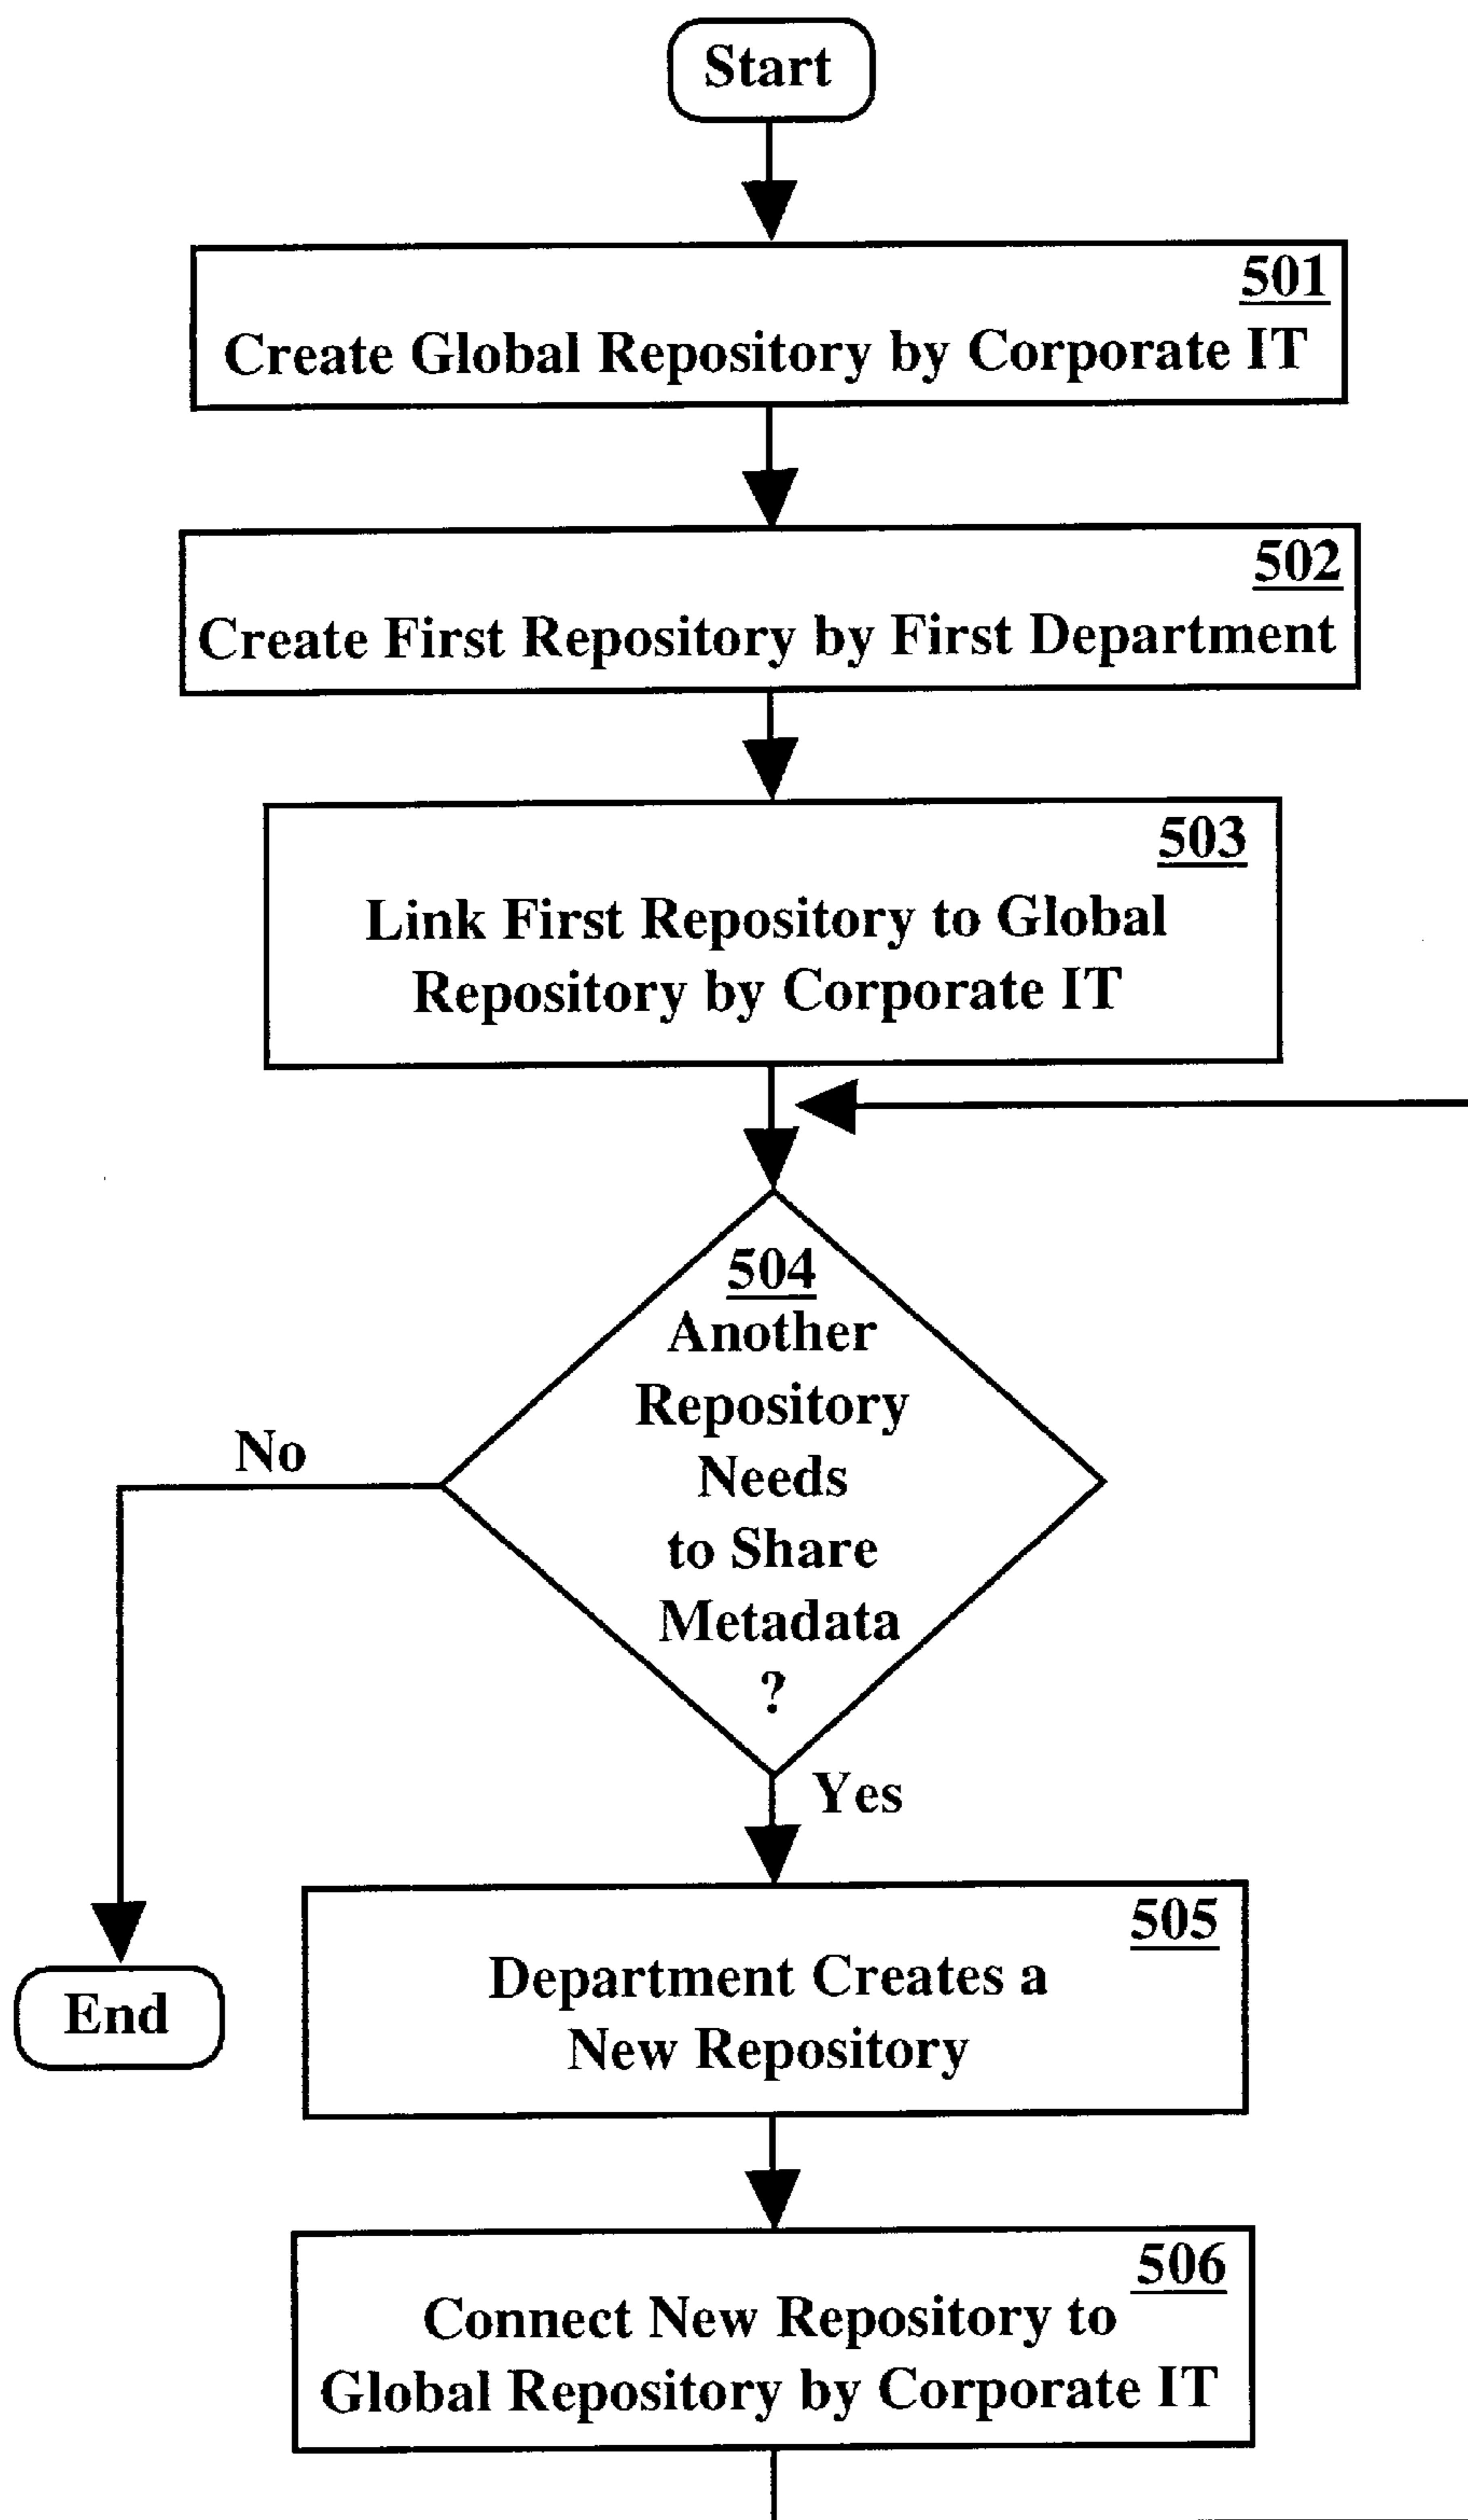 Start
501
Create Global Repository by Corporate IT
502
Create First Repository by First Department
503
Link First Repository to Global
Repository by Corporate IT
504
Another
Repository
Needs
to Share
Metadata
?
No
Yes
505
Department Creates a
New Repository
End
506
Connect New Repository to
Global Repository by Corporate IT